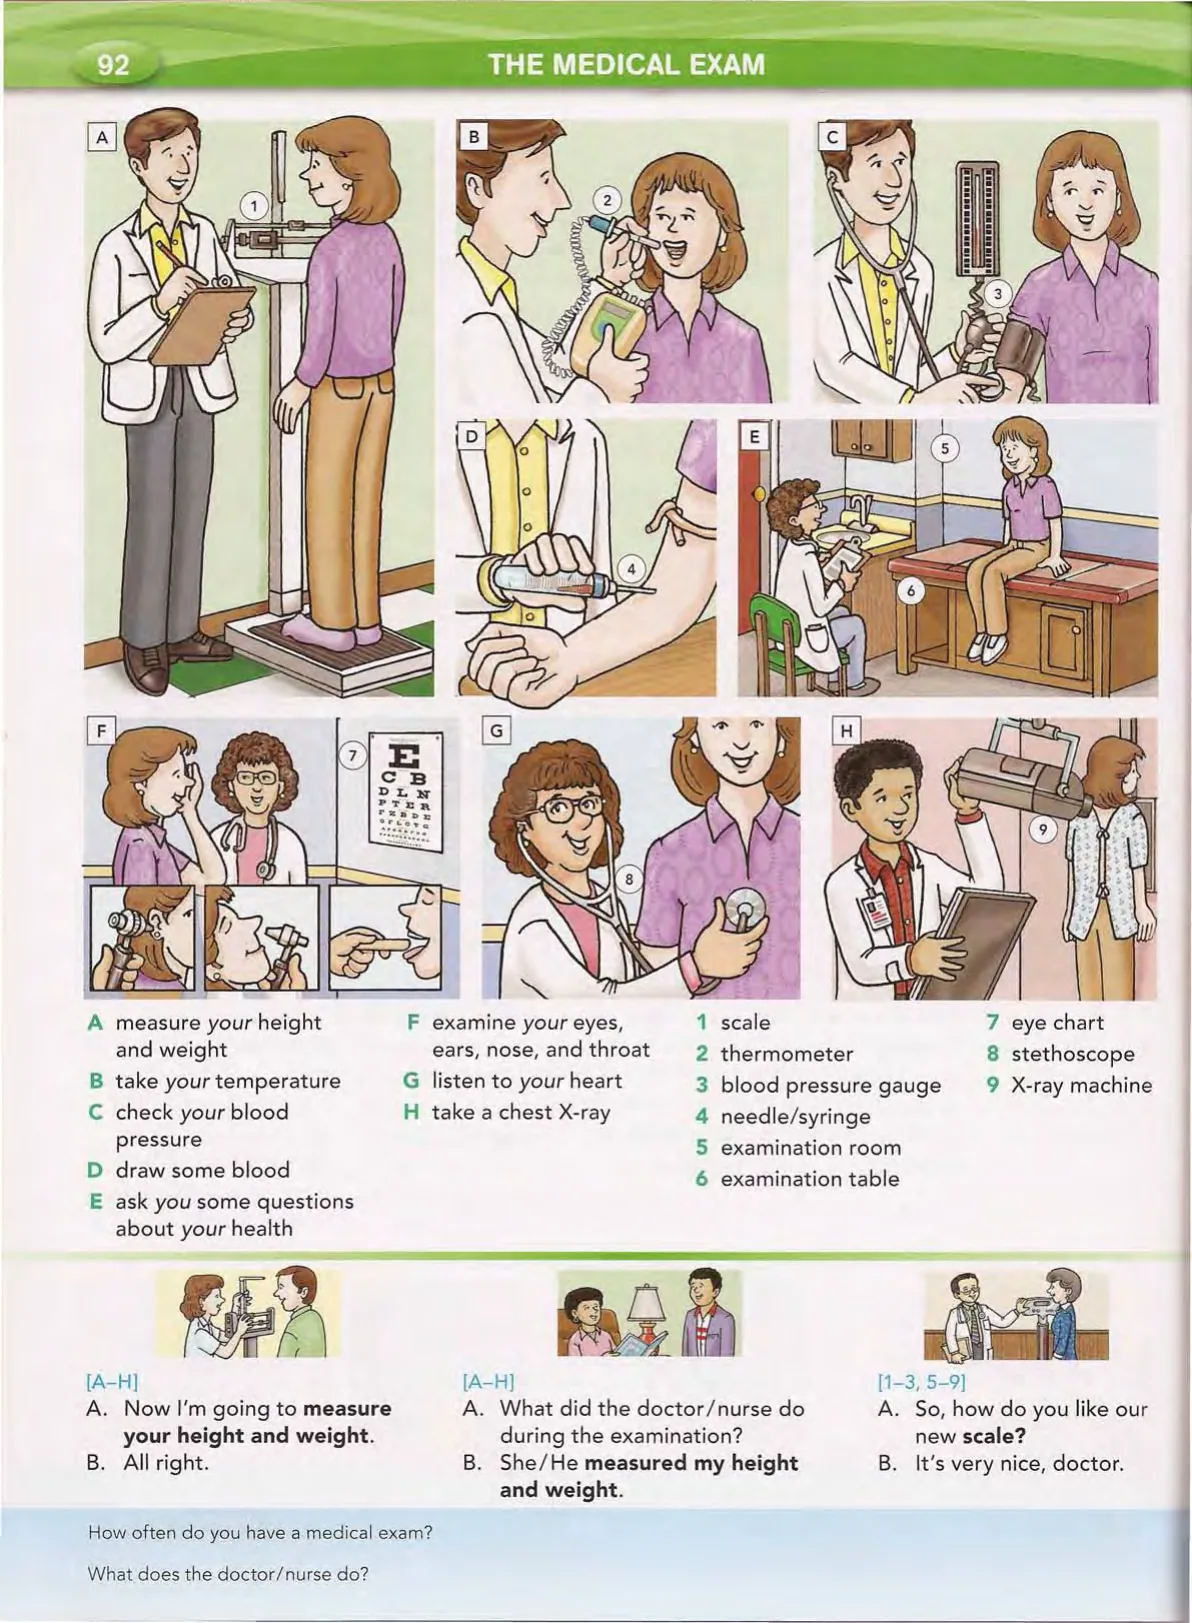 92
THE MEDICAL EXAM
A
B
C
1
2
3
D
E
4
5
6
F
G
H
7
8
9
E
C B
D L N
P T E R
F Z B D E
O F L C T G
A measure your height
and weight
B take your temperature
C check your blood
pressure
D draw some blood
E ask you some questions
about your health
F examine your eyes,
ears, nose, and throat
G listen to your heart
H take a chest X-ray
1 scale
2 thermometer
3 blood pressure gauge
4 needle/syringe
5 examination room
6 examination table
7 eye chart
8 stethoscope
9 X-ray machine
[A–H]
A. Now I'm going to measure
your height and weight.
B. All right.
[A–H]
A. What did the doctor/nurse do
during the examination?
B. She/He measured my height
and weight.
[1–3, 5–9]
A. So, how do you like our
new scale?
B. It's very nice, doctor.
How often do you have a medical exam?
What does the doctor/nurse do?